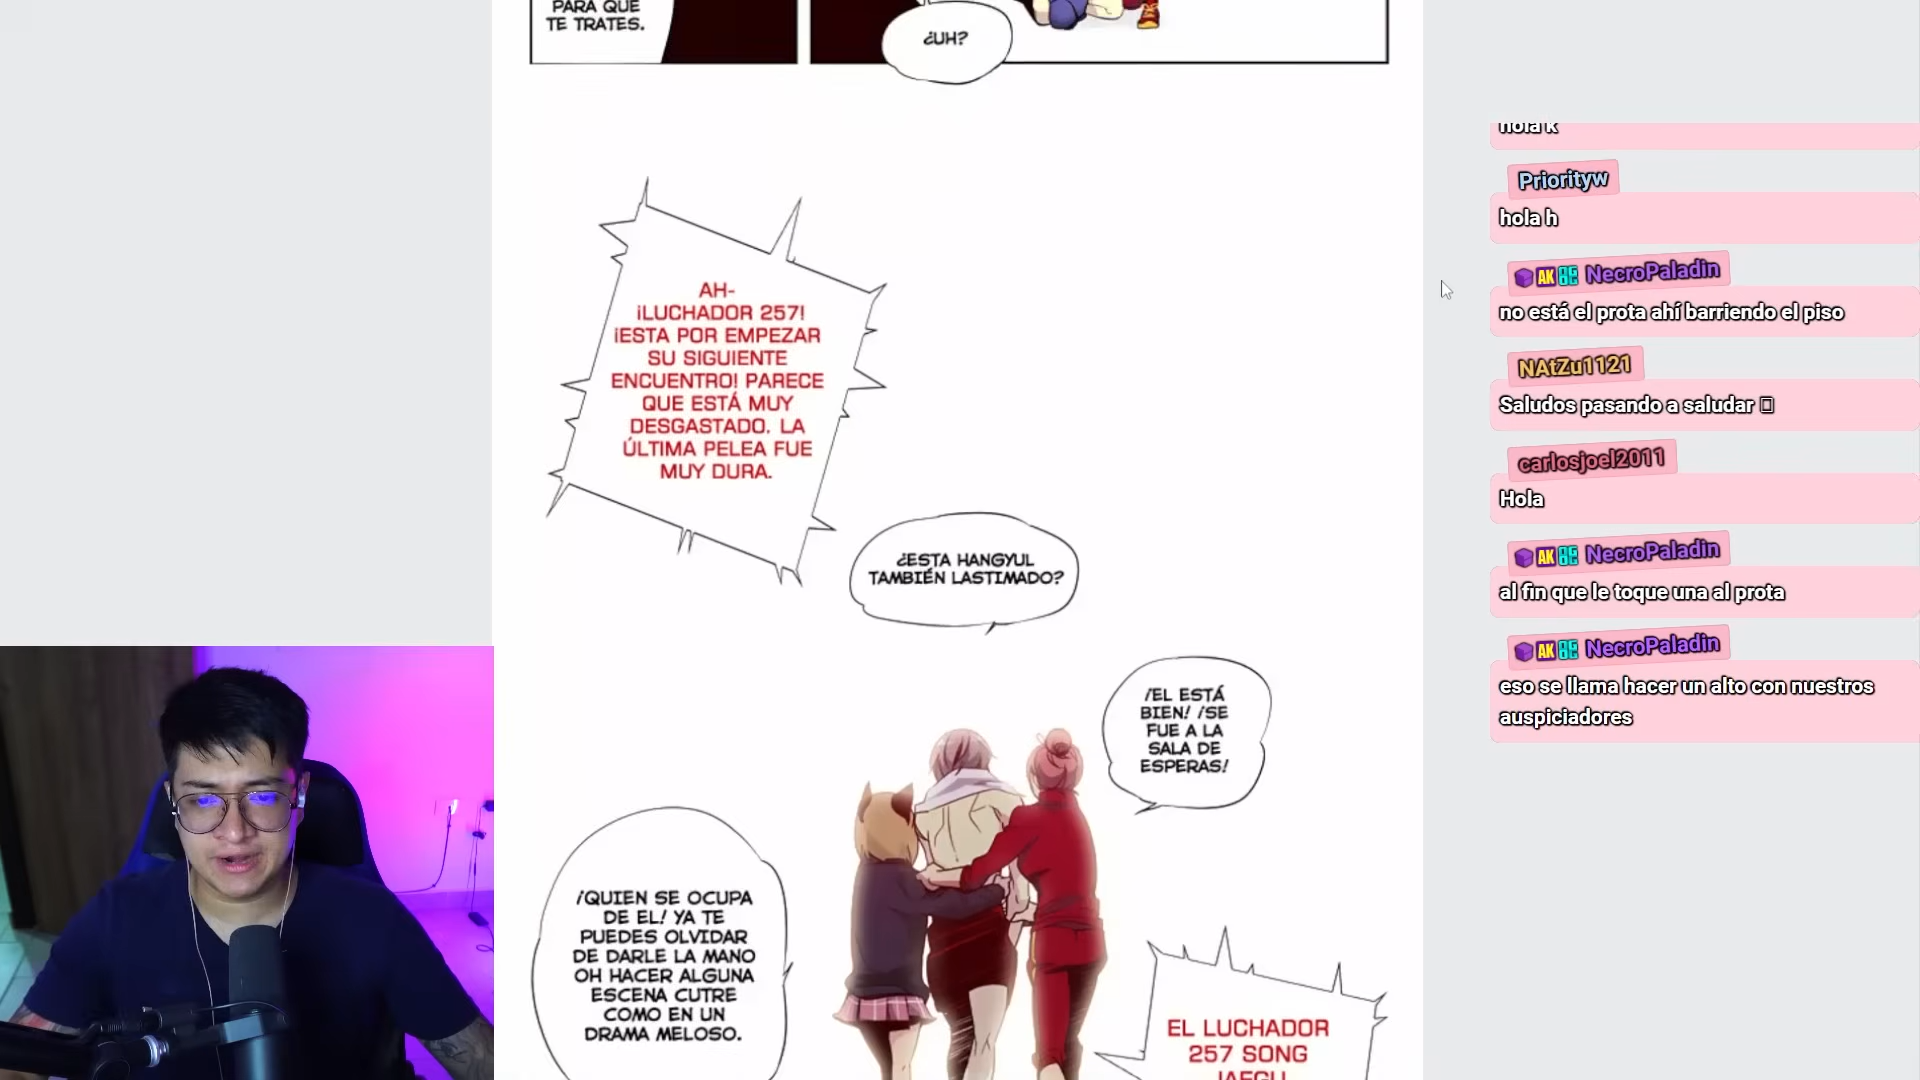 PARA QUE
TE TRATES.
¿UH?
AH-
¡LUCHADOR 257!
¡ESTA POR EMPEZAR
SU SIGUIENTE
ENCUENTRO! PARECE
QUE ESTÁ MUY
DESGASTADO. LA
ÚLTIMA PELEA FUE
MUY DURA.
¿ESTA HANGYUL
TAMBIÉN LASTIMADO?
¡EL ESTÁ
BIEN! ¡SE
FUE A LA
SALA DE
ESPERAS!
¡QUIEN SE OCUPA
DE EL! YA TE
PUEDES OLVIDAR
DE DARLE LA MANO
OH HACER ALGUNA
ESCENA CUTRE
COMO EN UN
DRAMA MELOSO.
EL LUCHADOR
257 SONG
JAEGU
hola k
Priorityw
hola h
AK NecroPaladin
no está el prota ahí barriendo el piso
NAtZu1121
Saludos pasando a saludar
carlosjoel2011
Hola
AK NecroPaladin
al fin que le toque una al prota
AK NecroPaladin
eso se llama hacer un alto con nuestros
auspiciadores